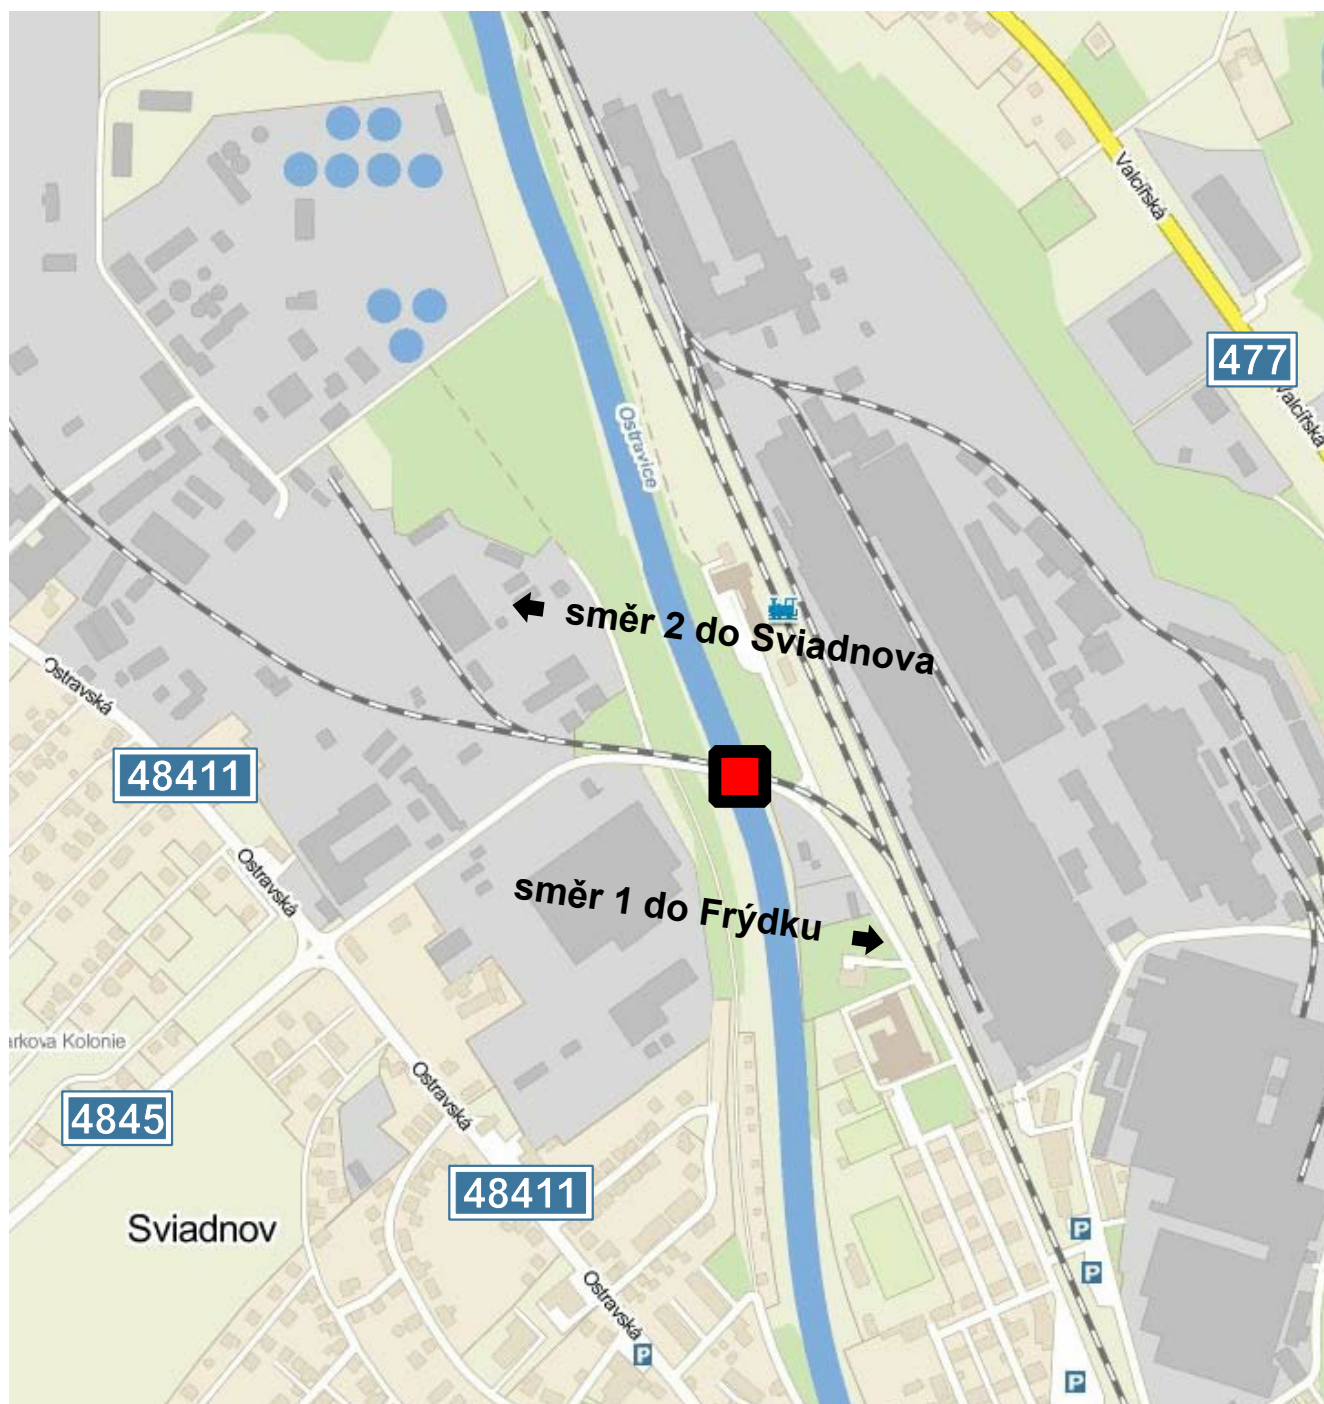 Valcířská
477
Valcířská
Ostravice
směr 2 do Sviadnova
Ostravská
48411
Ostravská
směr 1 do Frýdku
arkova Kolonie
Ostravská
4845
48411
Sviadnov
P
P
Ostravská
P
P